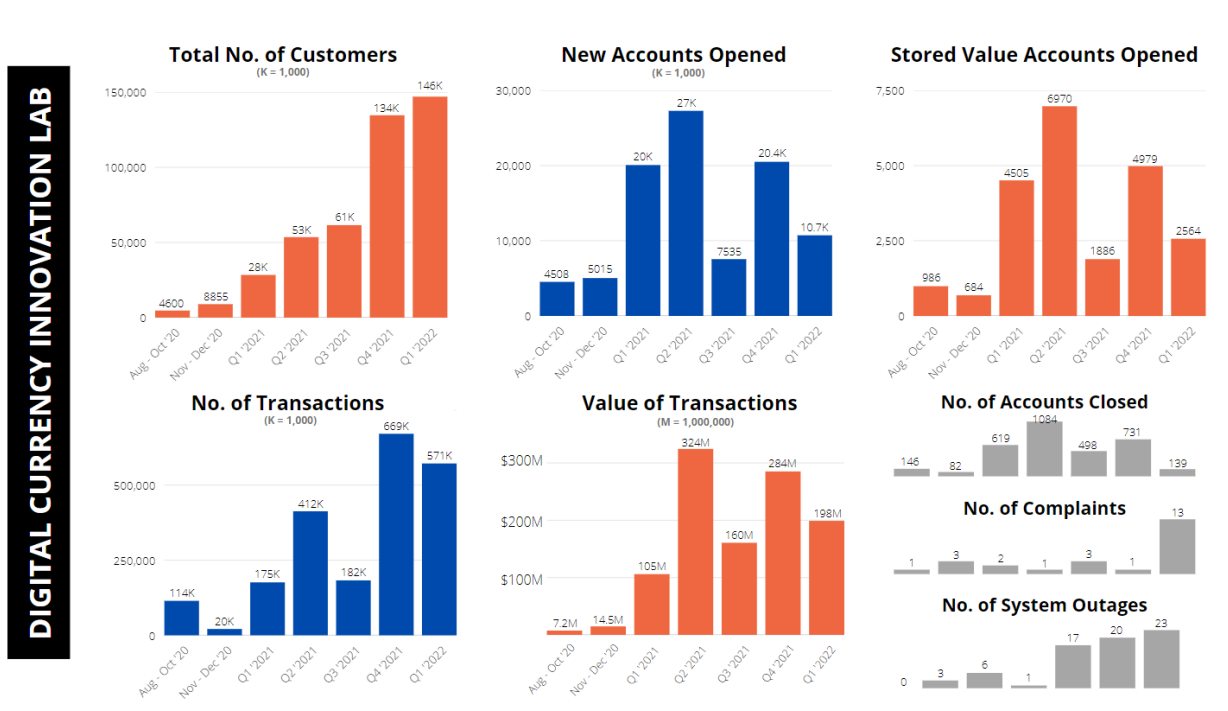 DIGITAL CURRENCY INNOVATION LAB
Total No. of Customers
(K = 1,000)
150,000
100,000
50,000
0
4600
8855
28K
53K
61K
134K
146K
Aug - Oct '20
Nov - Dec '20
Q1 '2021
Q2 '2021
Q3 '2021
Q4 '2021
Q1 '2022
New Accounts Opened
(K = 1,000)
30,000
20,000
10,000
0
4508
5015
20K
27K
7535
20.4K
10.7K
Aug - Oct '20
Nov - Dec '20
Q1 '2021
Q2 '2021
Q3 '2021
Q4 '2021
Q1 '2022
Stored Value Accounts Opened
7,500
5,000
2,500
0
986
684
4505
6970
1886
4979
2564
Aug - Oct '20
Nov - Dec '20
Q1 '2021
Q2 '2021
Q3 '2021
Q4 '2021
Q1 '2022
No. of Transactions
(K = 1,000)
500,000
250,000
0
114K
20K
175K
412K
182K
669K
571K
Aug - Oct '20
Nov - Dec '20
Q1 '2021
Q2 '2021
Q3 '2021
Q4 '2021
Q1 '2022
Value of Transactions
(M = 1,000,000)
$300M
$200M
$100M
7.2M
14.5M
105M
324M
160M
284M
198M
Aug - Oct '20
Nov - Dec '20
Q1 '2021
Q2 '2021
Q3 '2021
Q4 '2021
Q1 '2022
No. of Accounts Closed
146
82
619
1084
498
731
139
No. of Complaints
1
3
2
1
3
1
13
No. of System Outages
0
3
6
1
17
20
23